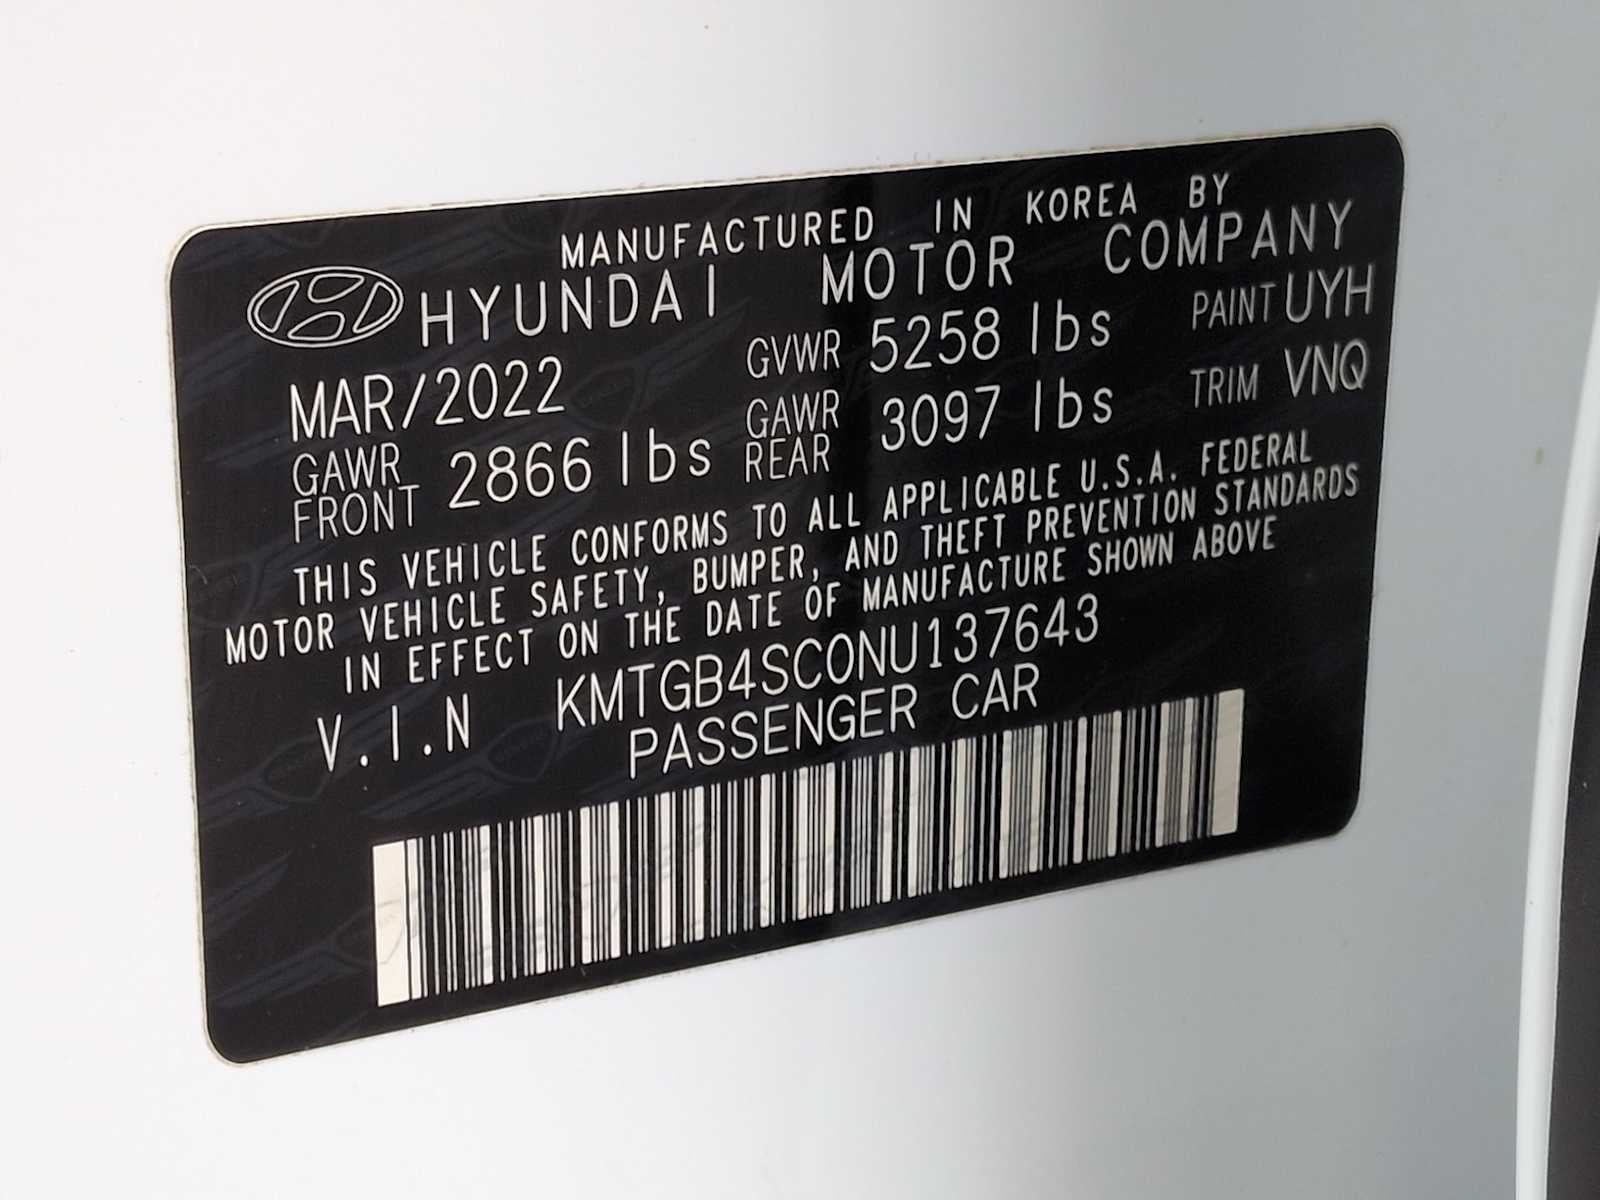 MANUFACTURED IN KOREA BY
HYUNDAI MOTOR COMPANY
MAR/2022 GVWR 5258 lbs PAINT UYH
GAWR FRONT 2866 lbs GAWR REAR 3097 lbs TRIM VNQ
THIS VEHICLE CONFORMS TO ALL APPLICABLE U.S.A. FEDERAL
MOTOR VEHICLE SAFETY, BUMPER, AND THEFT PREVENTION STANDARDS
IN EFFECT ON THE DATE OF MANUFACTURE SHOWN ABOVE
V.I.N KMTGB4SC0NU137643
PASSENGER CAR